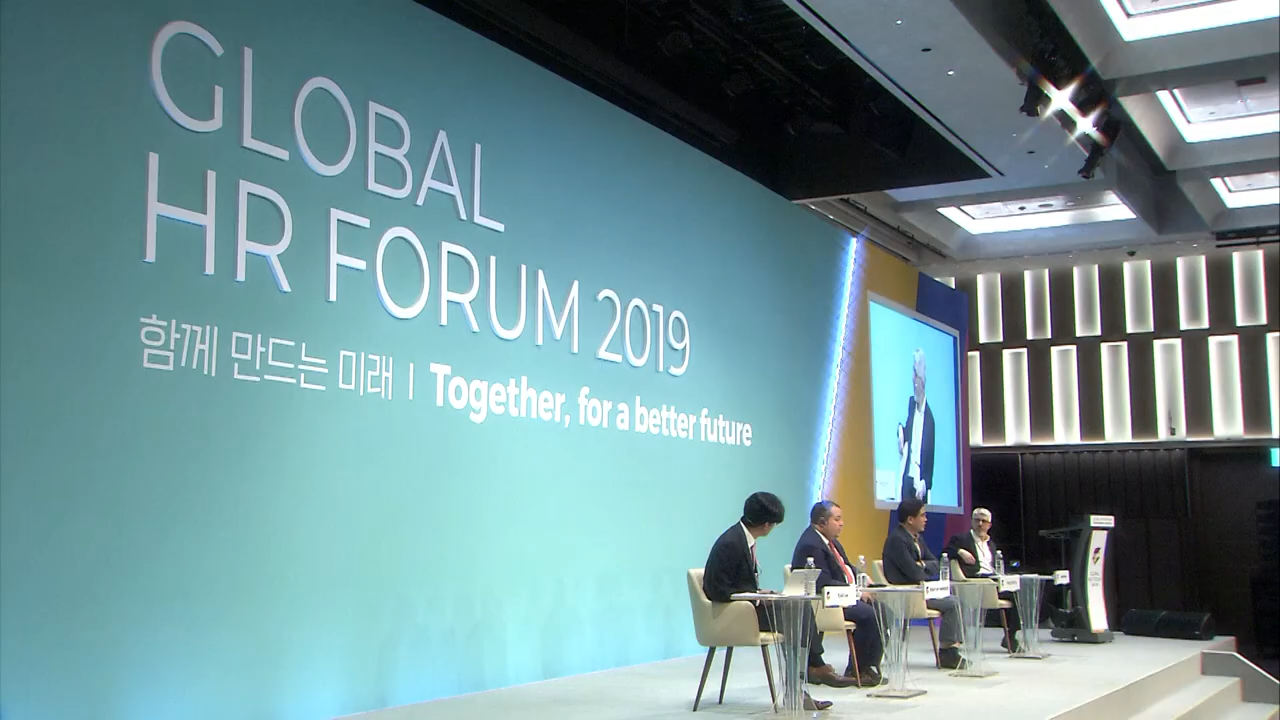 GLOBAL
HR FORUM 2019
함께 만드는 미래 | Together, for a better future